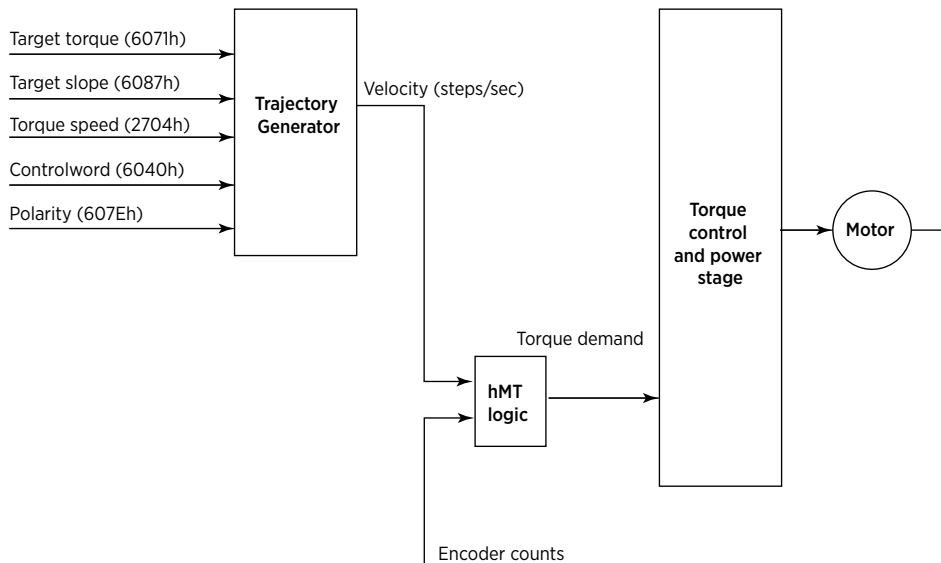 Target torque (6071h)
Target slope (6087h)
Torque speed (2704h)
Controlword (6040h)
Polarity (607Eh)
Trajectory
Generator
Velocity (steps/sec)
Torque
control
and power
stage
Motor
Torque demand
hMT
logic
Encoder counts